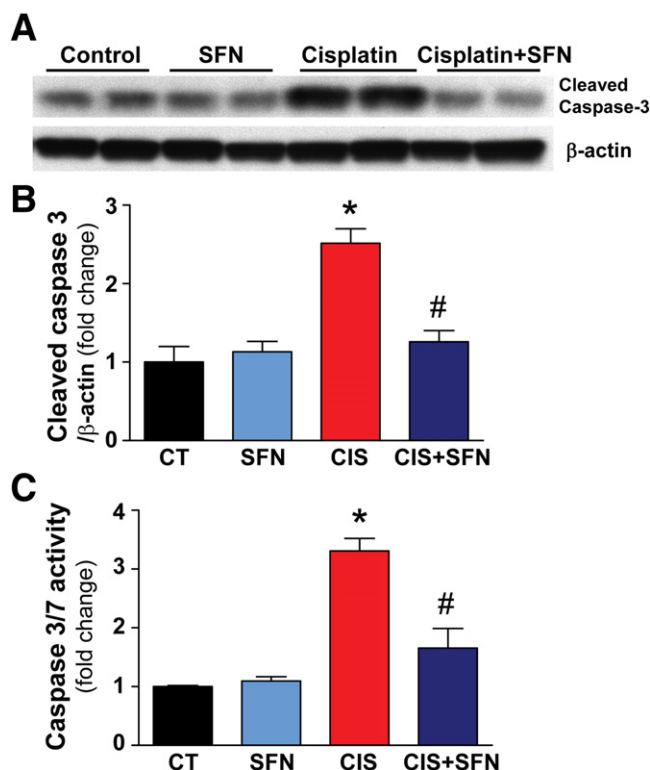 A
Control SFN Cisplatin Cisplatin+SFN
Cleaved
Caspase-3
β-actin
B
Cleaved caspase 3
/β-actin (fold change)
3
2
1
0
*
#
CT SFN CIS CIS+SFN
C
Caspase 3/7 activity
(fold change)
4
3
2
1
0
*
#
CT SFN CIS CIS+SFN